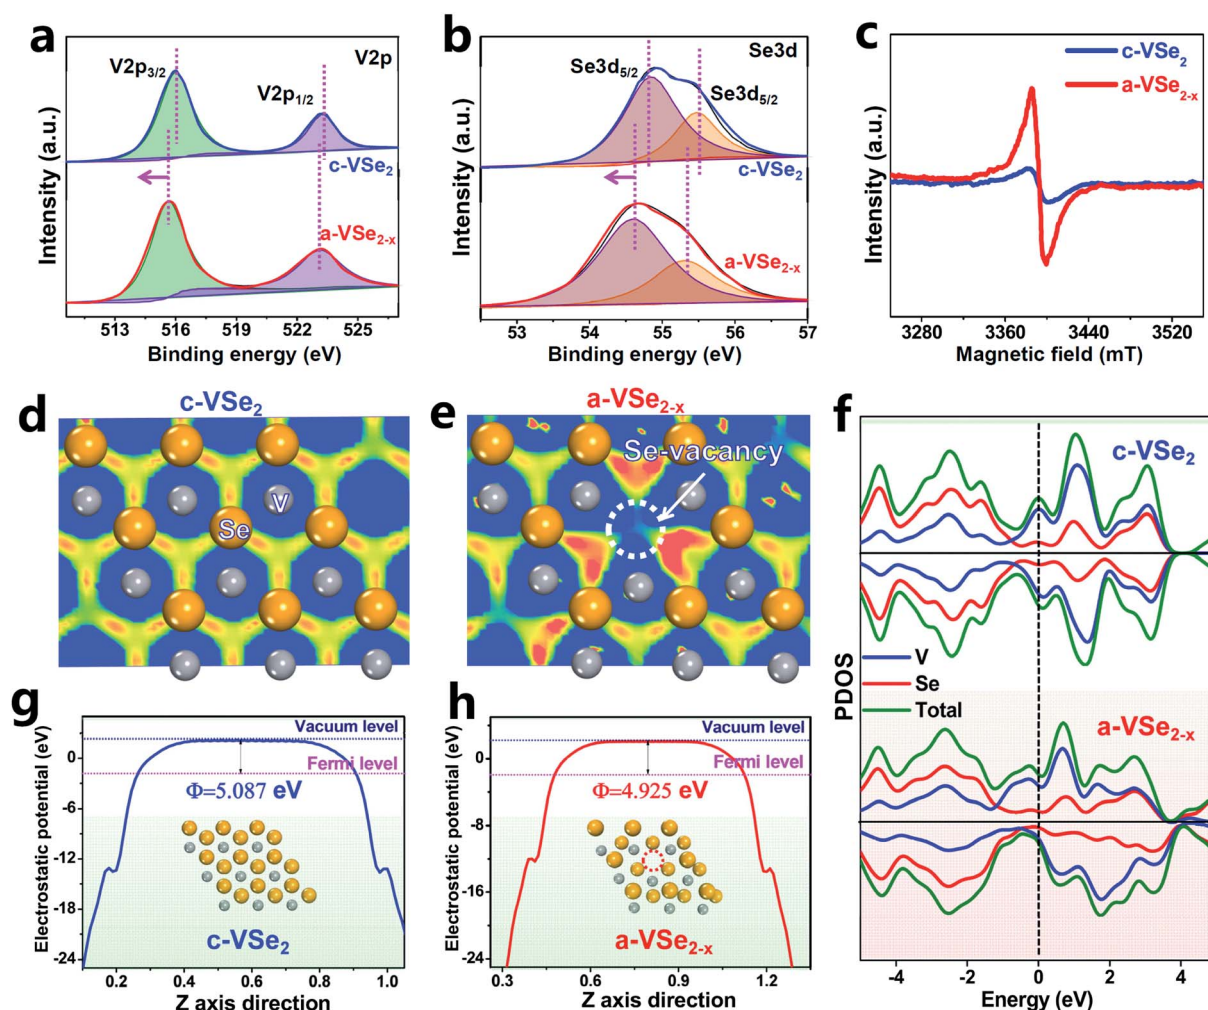 a
V2p
V2p3/2
V2p1/2
c-VSe2
a-VSe2-x
Intensity (a.u.)
513 516 519 522 525
Binding energy (eV)
b
Se3d
Se3d5/2
Se3d5/2
c-VSe2
a-VSe2-x
Intensity (a.u.)
53 54 55 56 57
Binding energy (eV)
c
c-VSe2
a-VSe2-x
Intensity (a.u.)
3280 3360 3440 3520
Magnetic field (mT)
d
c-VSe2
V
Se
e
a-VSe2-x
Se-vacancy
f
c-VSe2
V
Se
Total
a-VSe2-x
PDOS
-4 -2 0 2 4
Energy (eV)
g
Vacuum level
Fermi level
Φ=5.087 eV
c-VSe2
Electrostatic potential (eV)
0
-6
-9
-12
-15
-18
-24
0.2 0.4 0.6 0.8 1.0
Z axis direction
h
Vacuum level
Fermi level
Φ=4.925 eV
a-VSe2-x
Electrostatic potential (eV)
0
-4
-8
-12
-16
-24
0.3 0.6 0.9 1.2
Z axis direction